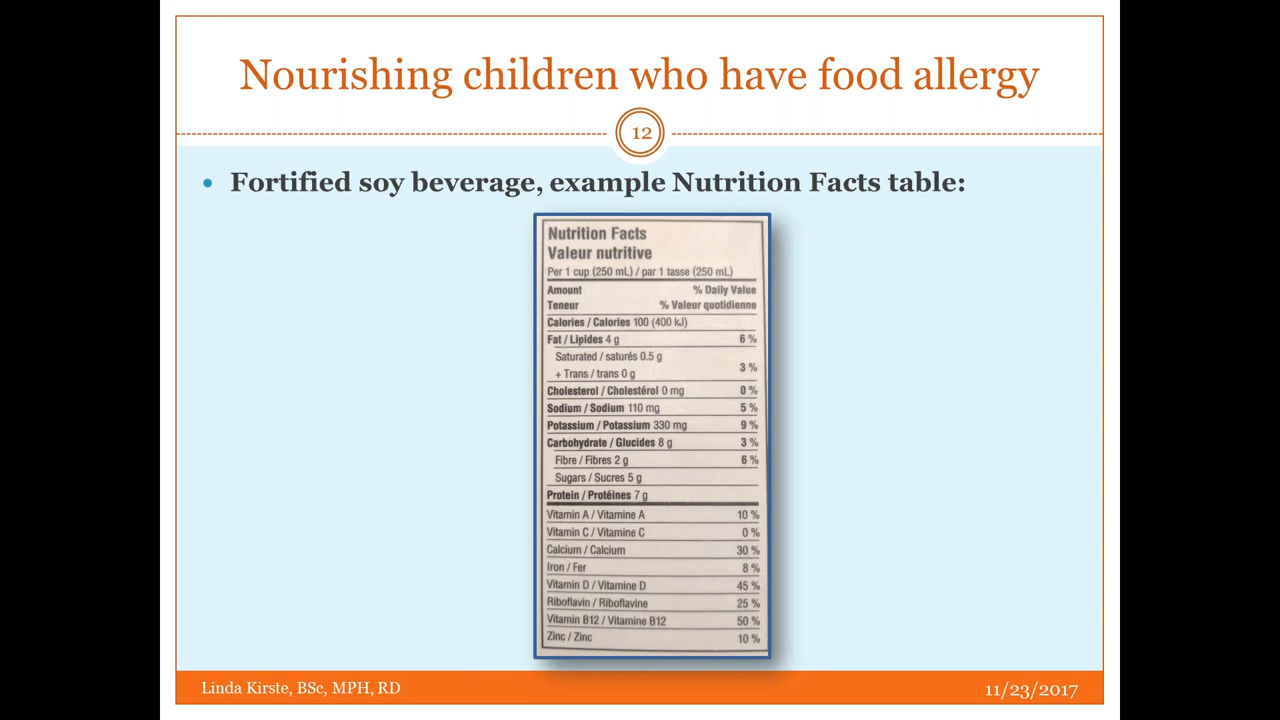 Nourishing children who have food allergy
12
• Fortified soy beverage, example Nutrition Facts table:
Nutrition Facts
Valeur nutritive
Per 1 cup (250 mL) / par 1 tasse (250 mL)
Amount % Daily Value
Teneur % Valeur quotidienne
Calories / Calories 100 (400 kJ)
Fat / Lipides 4 g 6 %
Saturated / saturés 0.5 g
+ Trans / trans 0 g 3 %
Cholesterol / Cholestérol 0 mg 0 %
Sodium / Sodium 110 mg 5 %
Potassium / Potassium 330 mg 9 %
Carbohydrate / Glucides 8 g 3 %
Fibre / Fibres 2 g 6 %
Sugars / Sucres 5 g
Protein / Protéines 7 g
Vitamin A / Vitamine A 10 %
Vitamin C / Vitamine C 0 %
Calcium / Calcium 30 %
Iron / Fer 8 %
Vitamin D / Vitamine D 45 %
Riboflavin / Riboflavine 25 %
Vitamin B12 / Vitamine B12 50 %
Zinc / Zinc 10 %
Linda Kirste, BSc, MPH, RD
11/23/2017